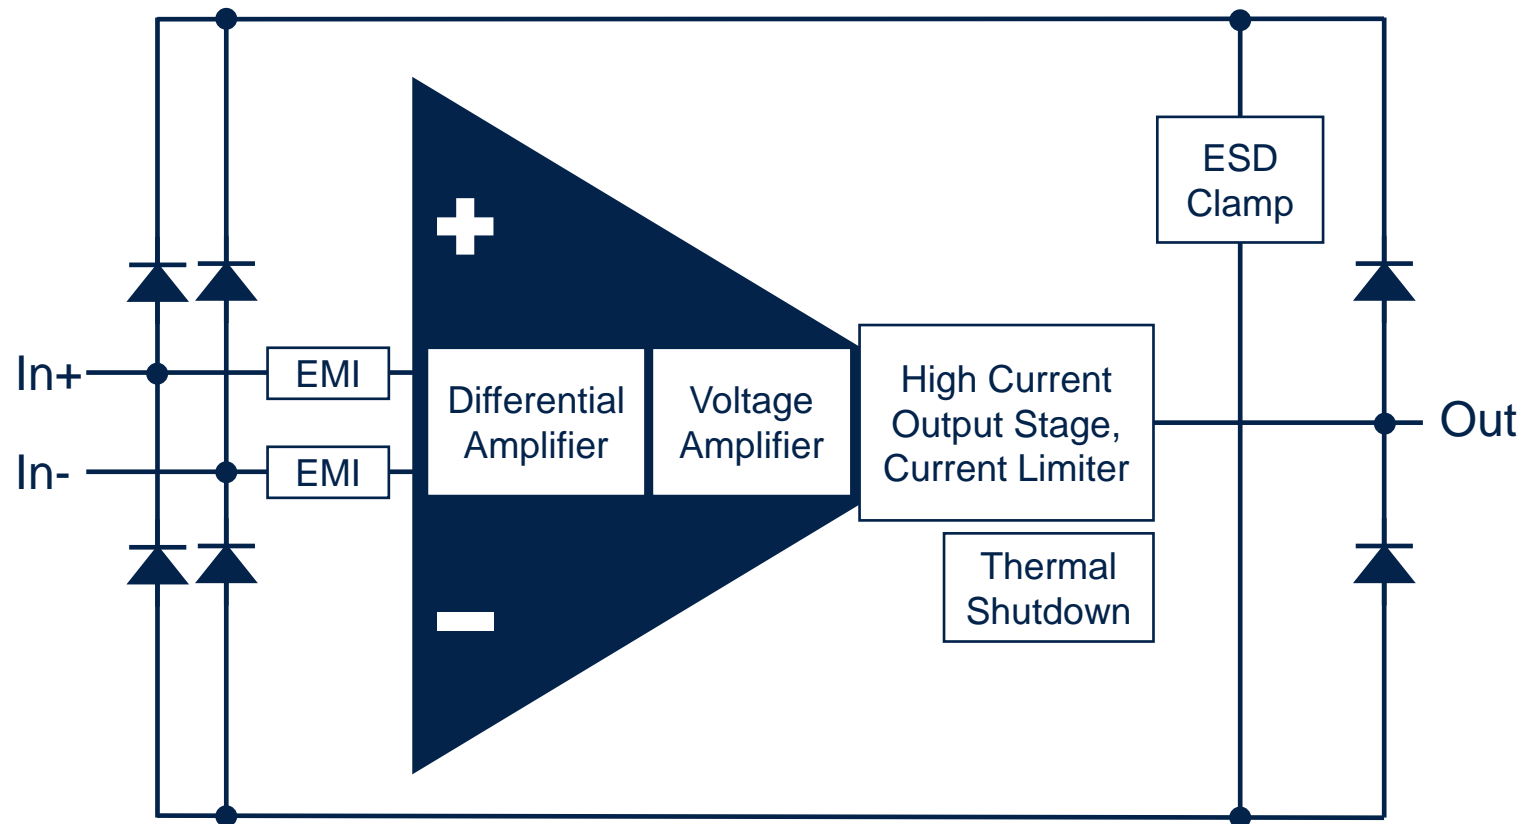 ESD
Clamp
In+
EMI
In-
EMI
Differential
Amplifier
Voltage
Amplifier
High Current
Output Stage,
Current Limiter
Out
Thermal
Shutdown